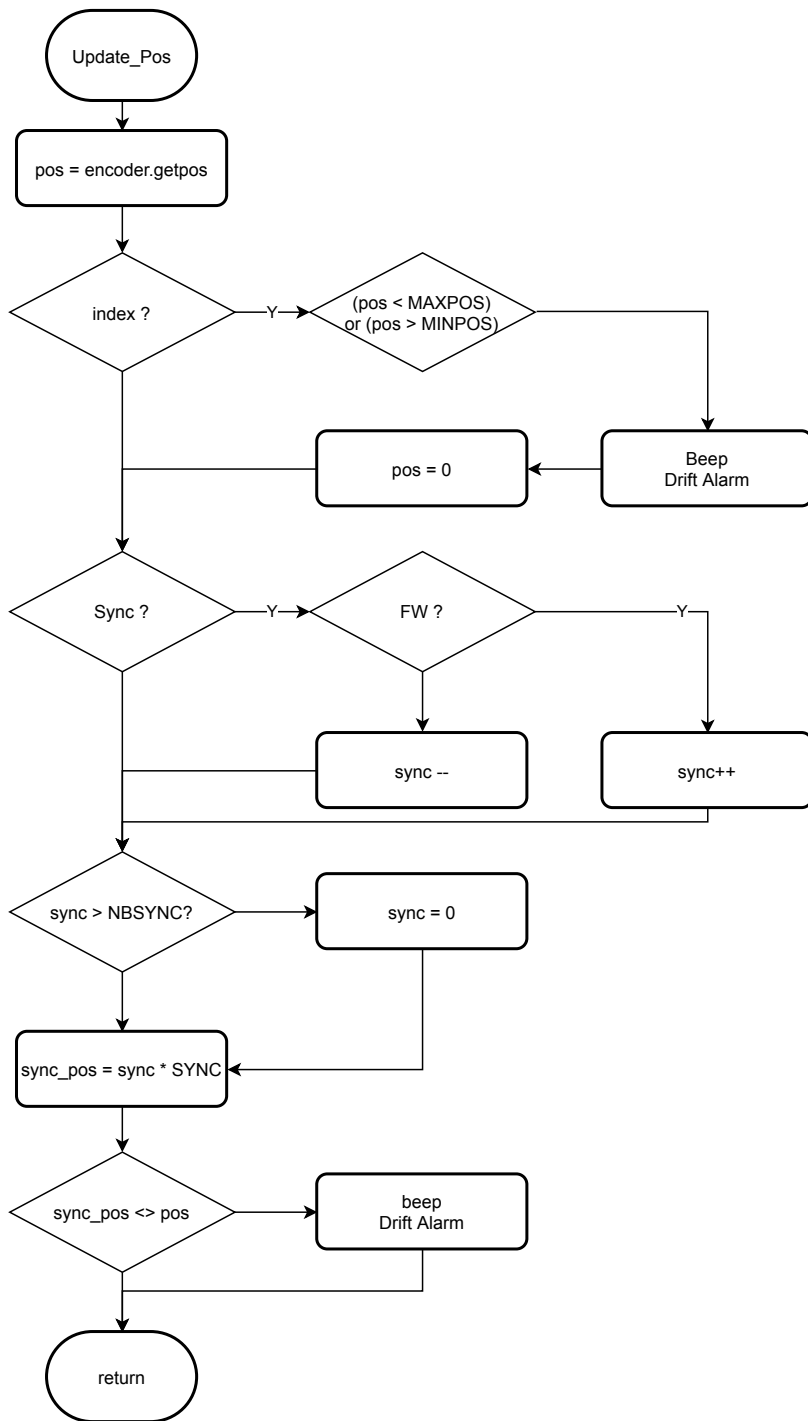 Update_Pos
pos = encoder.getpos
index ?
Y
(pos < MAXPOS)
or (pos > MINPOS)
pos = 0
Beep
Drift Alarm
Sync ?
Y
FW ?
Y
sync --
sync++
sync > NBSYNC?
sync = 0
sync_pos = sync * SYNC
sync_pos <> pos
beep
Drift Alarm
return